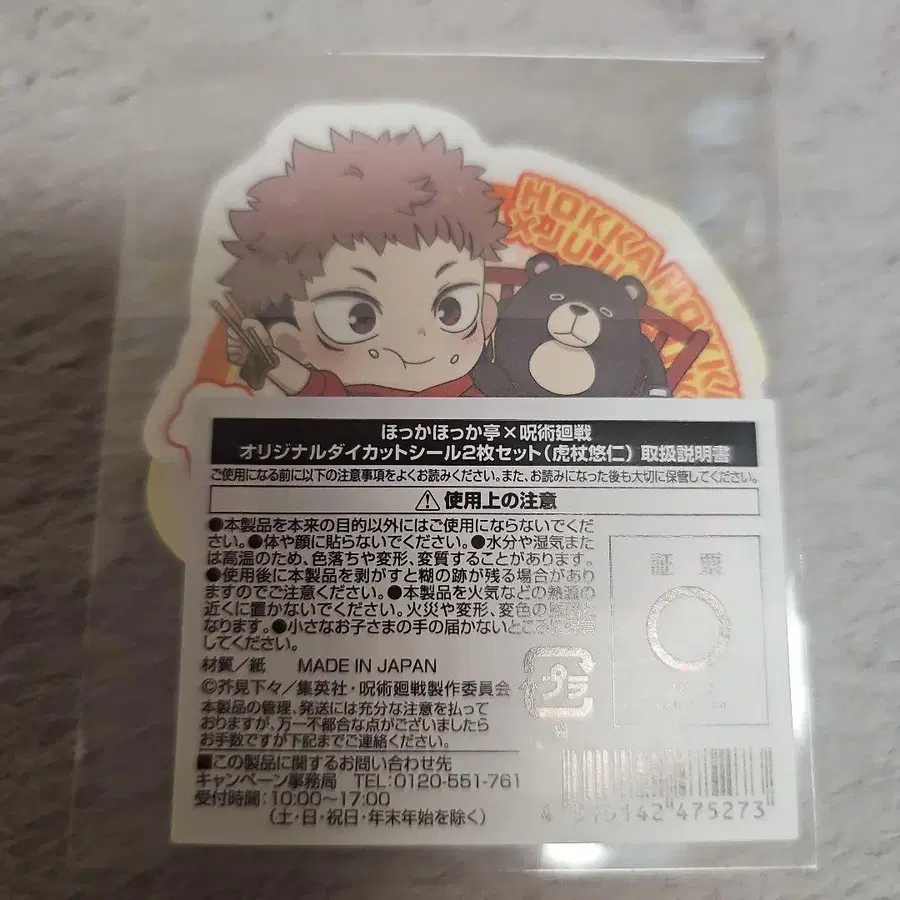 HOKKA HOKKA
ほっかほっか亭×呪術廻戦
オリジナルダイカットシール2枚セット(虎杖悠仁) 取扱説明書
ご使用になる前に以下の注意事項をよくお読みください。また、お読みになった後も大切に保管してください。
⚠使用上の注意
●本製品を本来の目的以外にはご使用にならないでくだ
さい。●体や顔に貼らないでください。●水分や湿気また
は高温のため、色落ちや変形、変質することがあります。
●使用後に本製品を剥がすと糊の跡が残る場合があり
ますのでご注意ください。●本製品を火気などの熱源の
近くに置かないでください。火災や変形、変色の原因と
なります。●小さなお子さまの手の届かないところに保管
してください。
材質/紙 MADE IN JAPAN
©芥見下々/集英社・呪術廻戦製作委員会
本製品の管理、発送には充分な注意を払って
おりますが、万一不都合な点がございましたら
お手数ですが下記までご連絡ください。
■この製品に関するお問い合わせ先
キャンペーン事務局 TEL:0120-551-761
受付時間:10:00〜17:00
(土・日・祝日・年末年始を除く)
証票
プラ
袋
475273